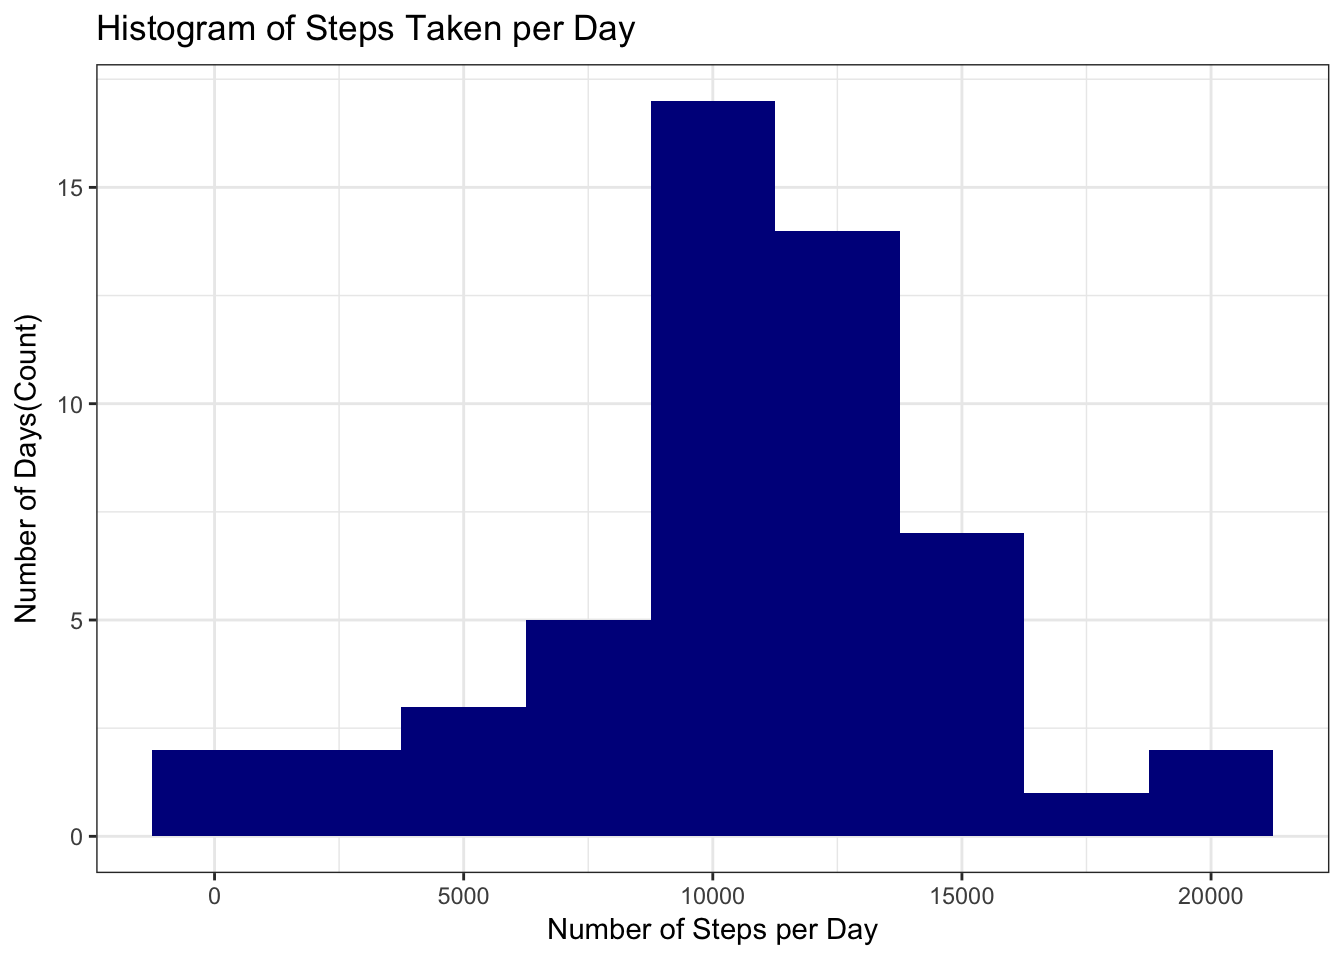 Histogram of Steps Taken per Day
Number of Days(Count)
15
10
5
0
0 5000 10000 15000 20000
Number of Steps per Day